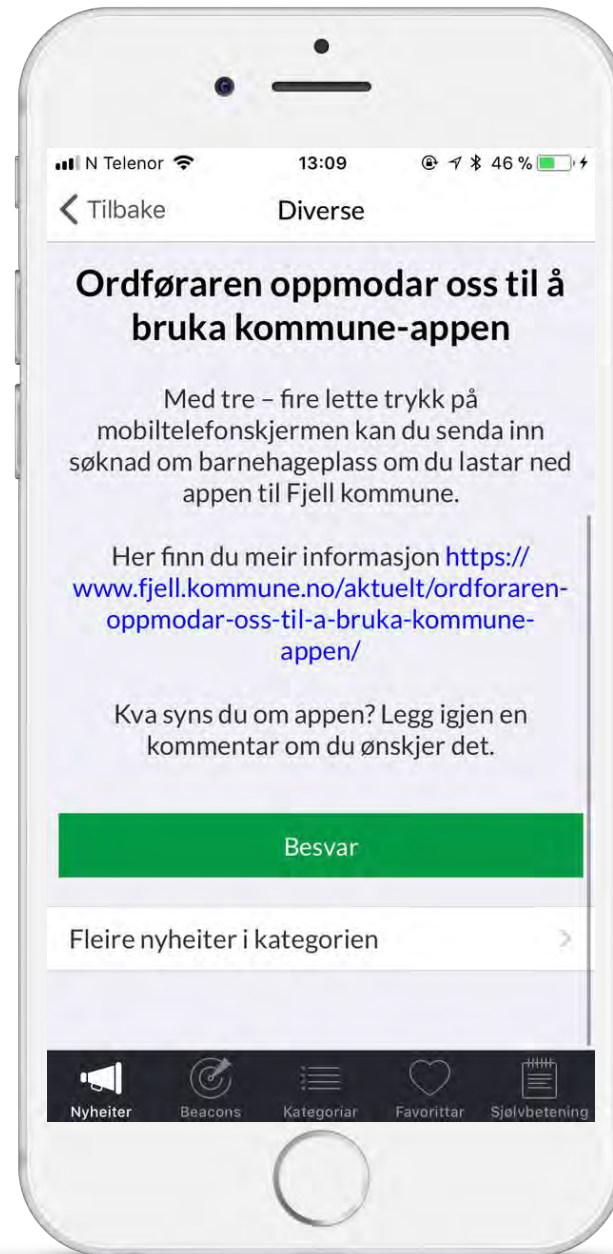 N Telenor 13:09 46 %
Tilbake Diverse
Ordføraren oppmodar oss til å
bruka kommune-appen
Med tre – fire lette trykk på
mobiltelefonskjermen kan du senda inn
søknad om barnehageplass om du lastar ned
appen til Fjell kommune.
Her finn du meir informasjon https://
www.fjell.kommune.no/aktuelt/ordforaren-
oppmodar-oss-til-a-bruka-kommune-
appen/
Kva syns du om appen? Legg igjen en
kommentar om du ønskjer det.
Besvar
Fleire nyheiter i kategorien
Nyheiter Beacons Kategoriar Favorittar Sjølvbetening